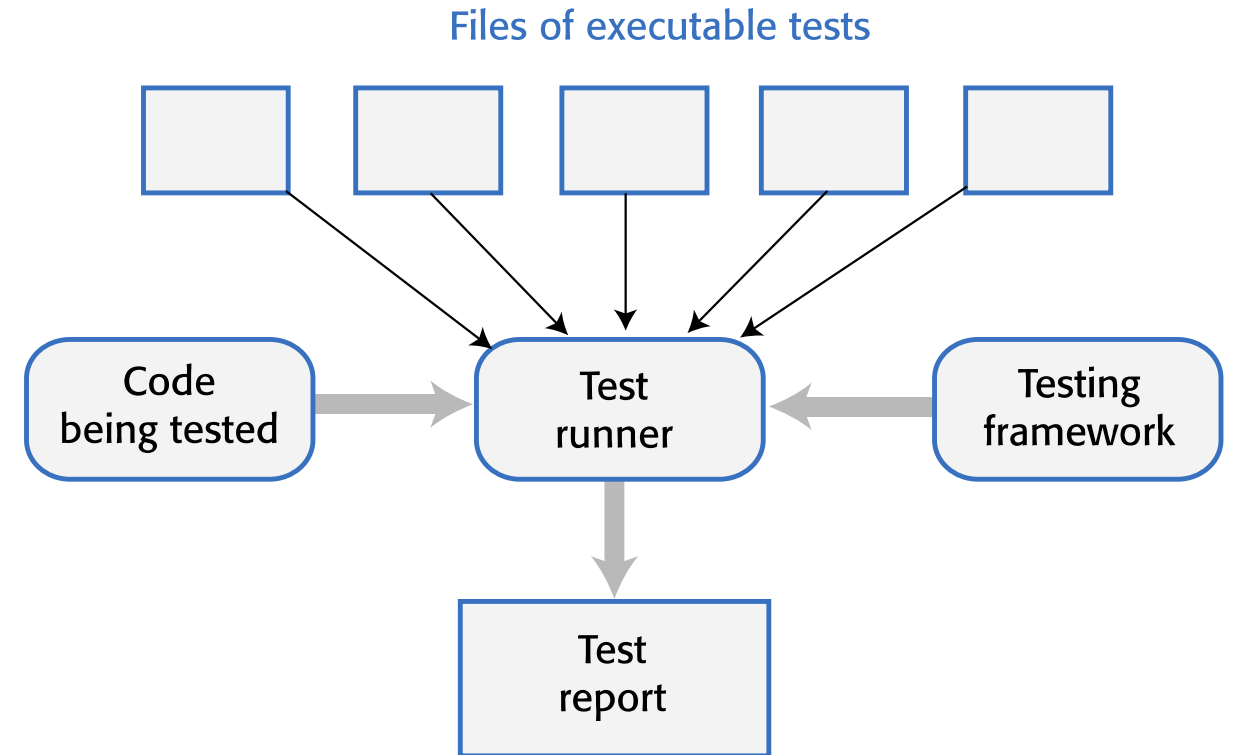 Files of executable tests
Code
being tested
Test
runner
Testing
framework
Test
report